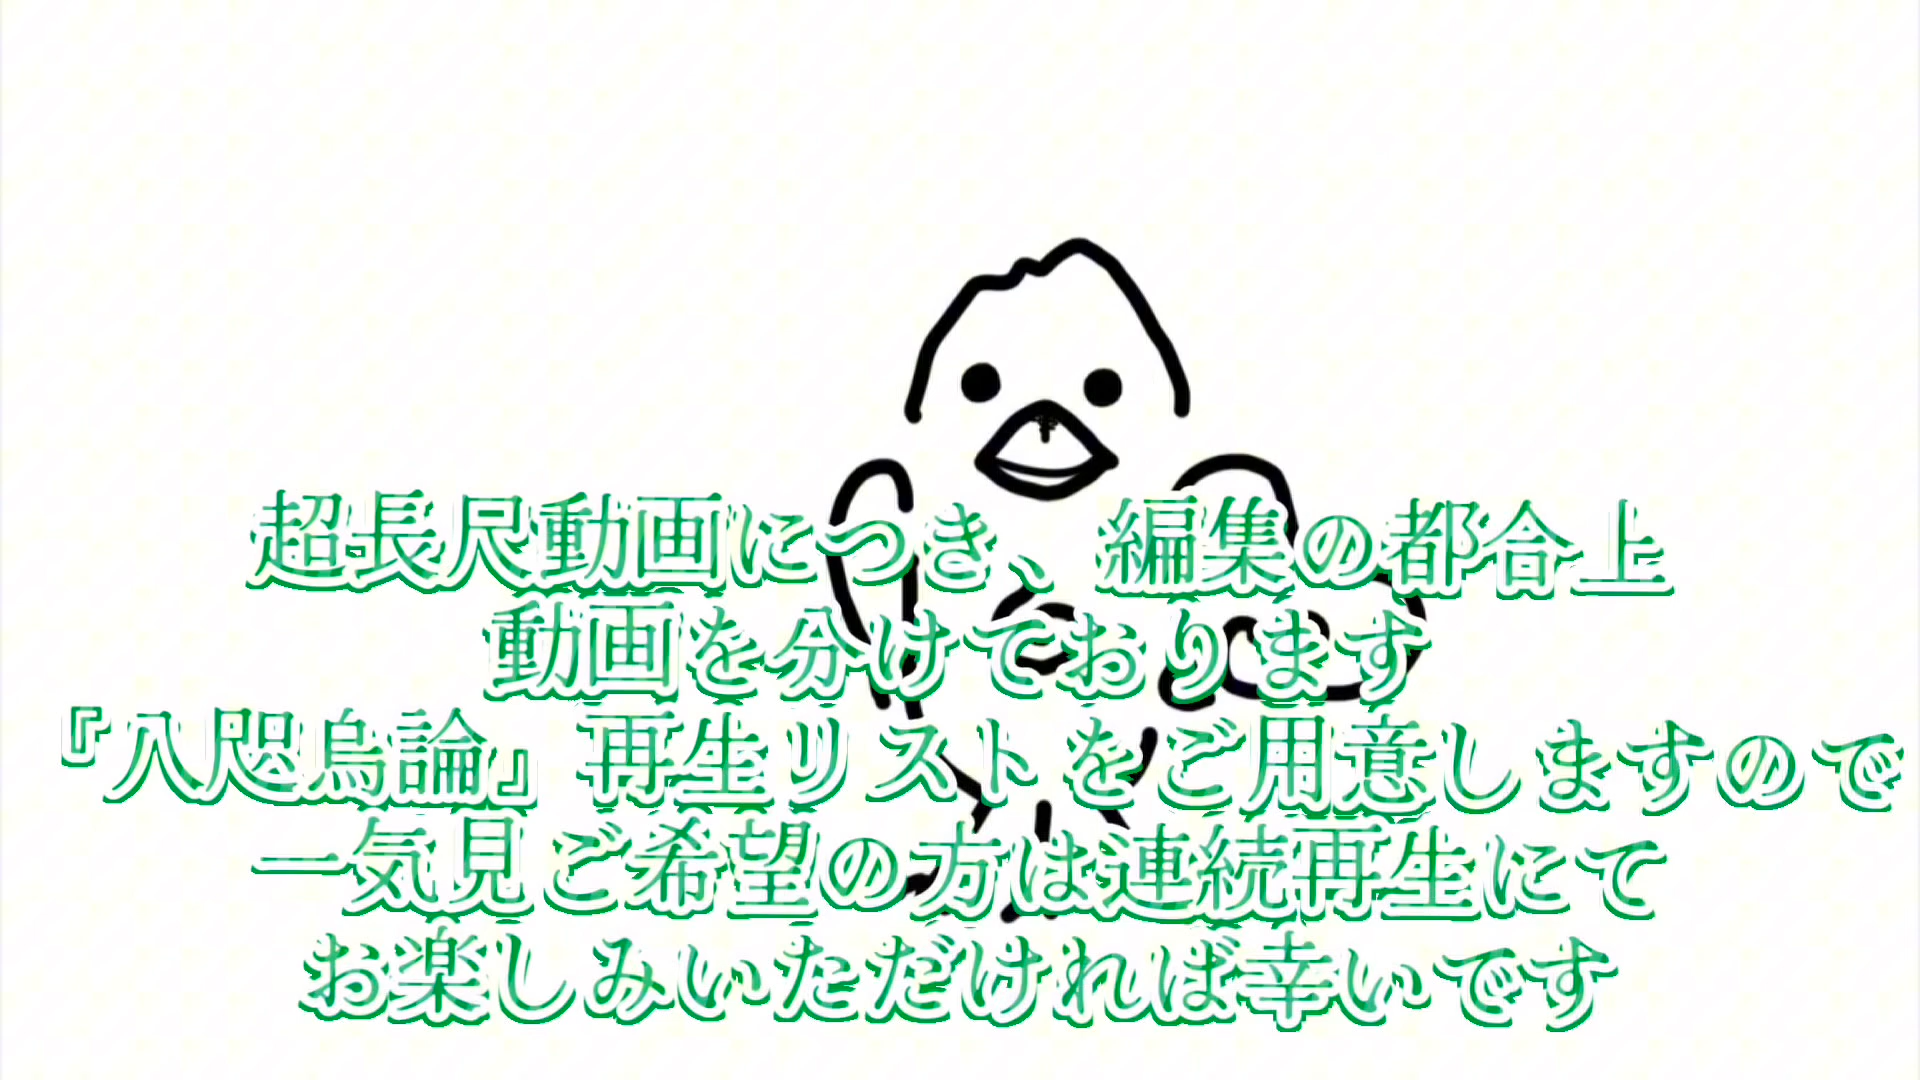 超長尺動画につき、編集の都合上
動画を分けております
『八咫烏論』再生リストをご用意しますので
一気見ご希望の方は連続再生にて
お楽しみいただければ幸いです